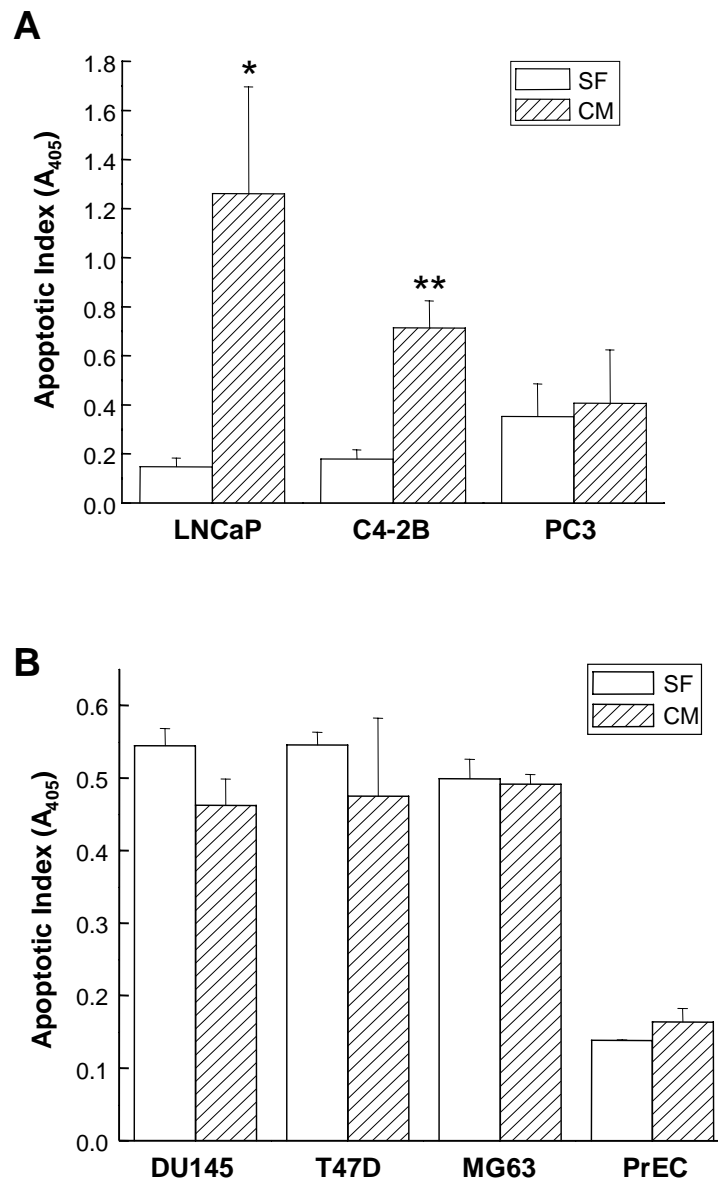 A
1.8
1.6
1.4
1.2
1.0
0.8
0.6
0.4
0.2
0.0
Apoptotic Index (A405)
*
**
SF
CM
LNCaP C4-2B PC3
B
0.6
0.5
0.4
0.3
0.2
0.1
0.0
Apoptotic Index (A405)
SF
CM
DU145 T47D MG63 PrEC